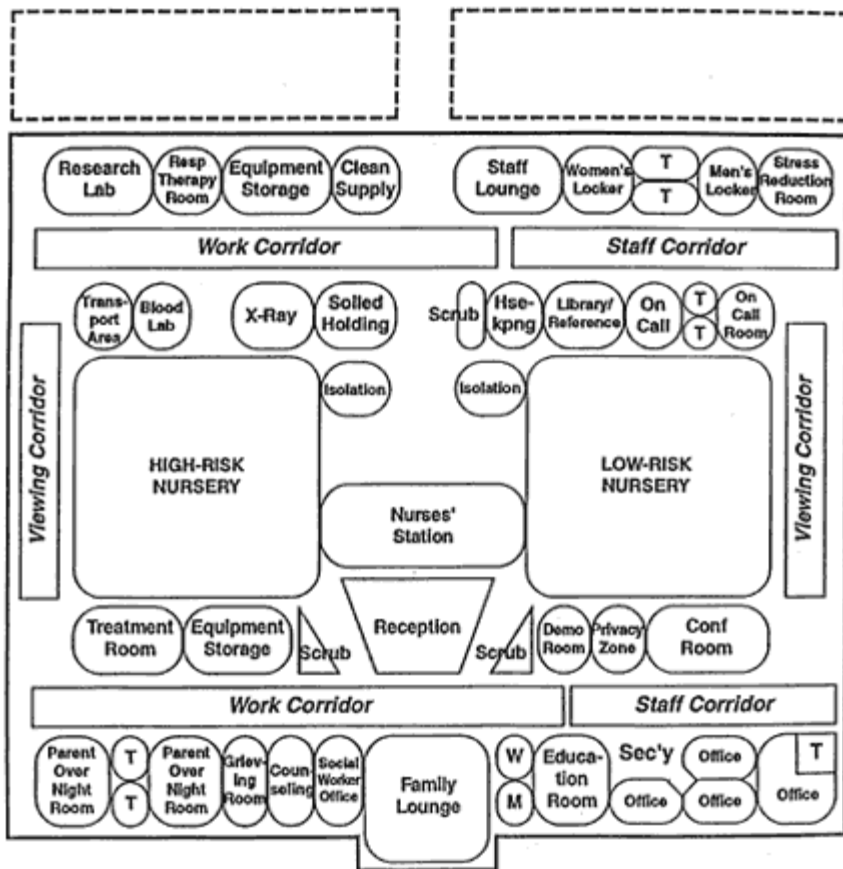 Research
Lab
Resp
Therapy
Room
Equipment
Storage
Clean
Supply
Staff
Lounge
Women's
Locker
T
T
Men's
Locker
Stress
Reduction
Room
Work Corridor
Staff Corridor
Trans-
port
Area
Blood
Lab
X-Ray
Soiled
Holding
Scrub
Hse-
kpng
Library/
Reference
On
Call
T
T
On
Call
Room
Viewing Corridor
Isolation
Isolation
HIGH-RISK
NURSERY
LOW-RISK
NURSERY
Viewing Corridor
Nurses'
Station
Treatment
Room
Equipment
Storage
Scrub
Reception
Scrub
Demo
Room
Privacy
Zone
Conf
Room
Work Corridor
Staff Corridor
Parent
Over
Night
Room
T
T
Parent
Over
Night
Room
Griev-
ing
Room
Coun-
seling
Social
Worker
Office
Family
Lounge
W
M
Educa-
tion
Room
Sec'y
Office
Office
Office
T
Office